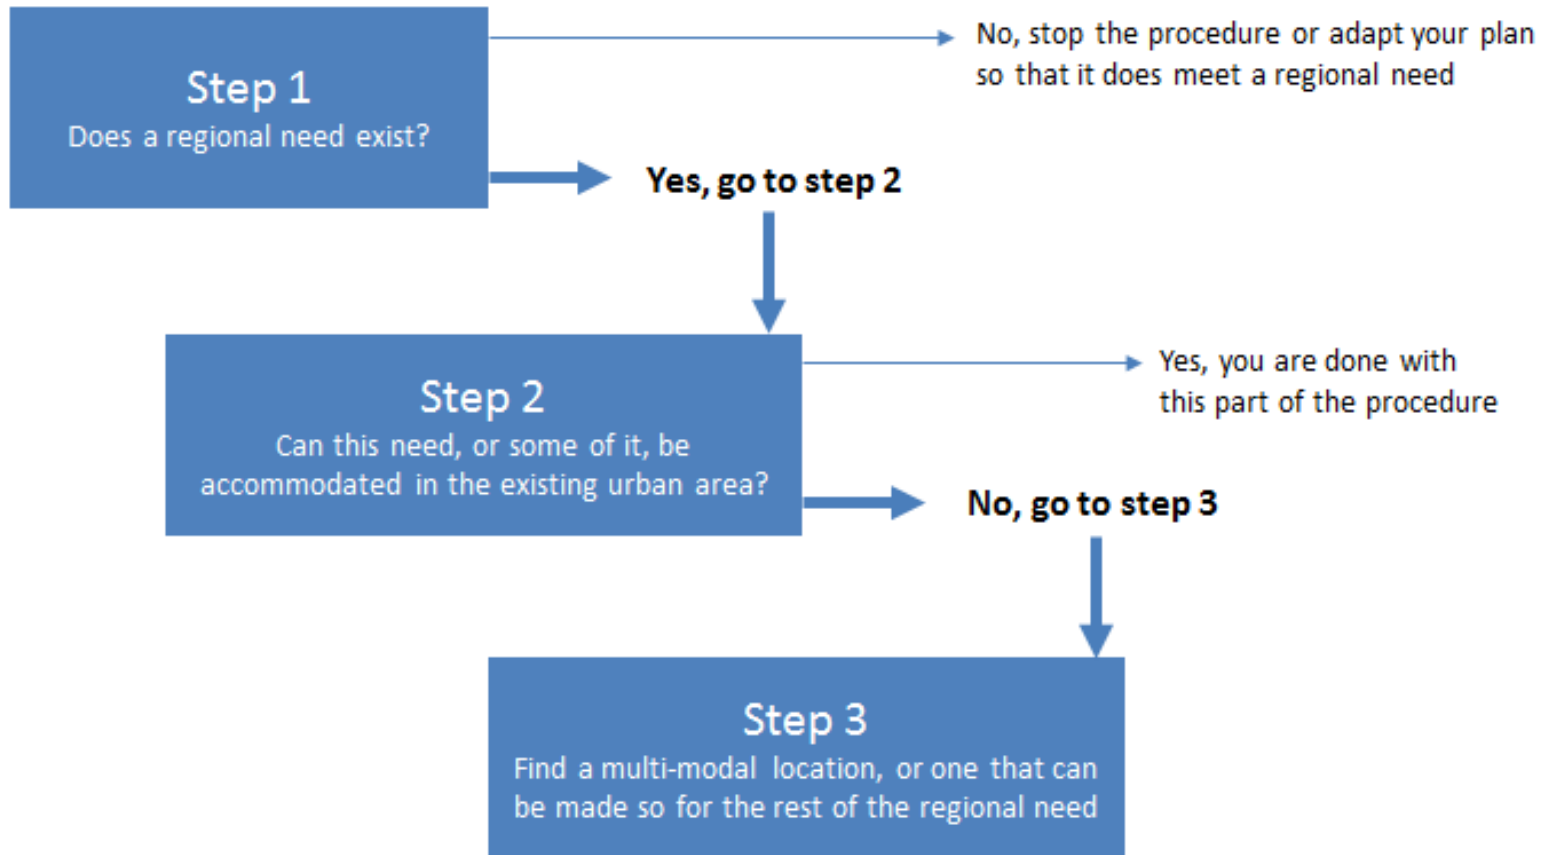 Step 1
Does a regional need exist?
No, stop the procedure or adapt your plan
so that it does meet a regional need
Yes, go to step 2
Step 2
Can this need, or some of it, be
accommodated in the existing urban area?
Yes, you are done with
this part of the procedure
No, go to step 3
Step 3
Find a multi-modal location, or one that can
be made so for the rest of the regional need